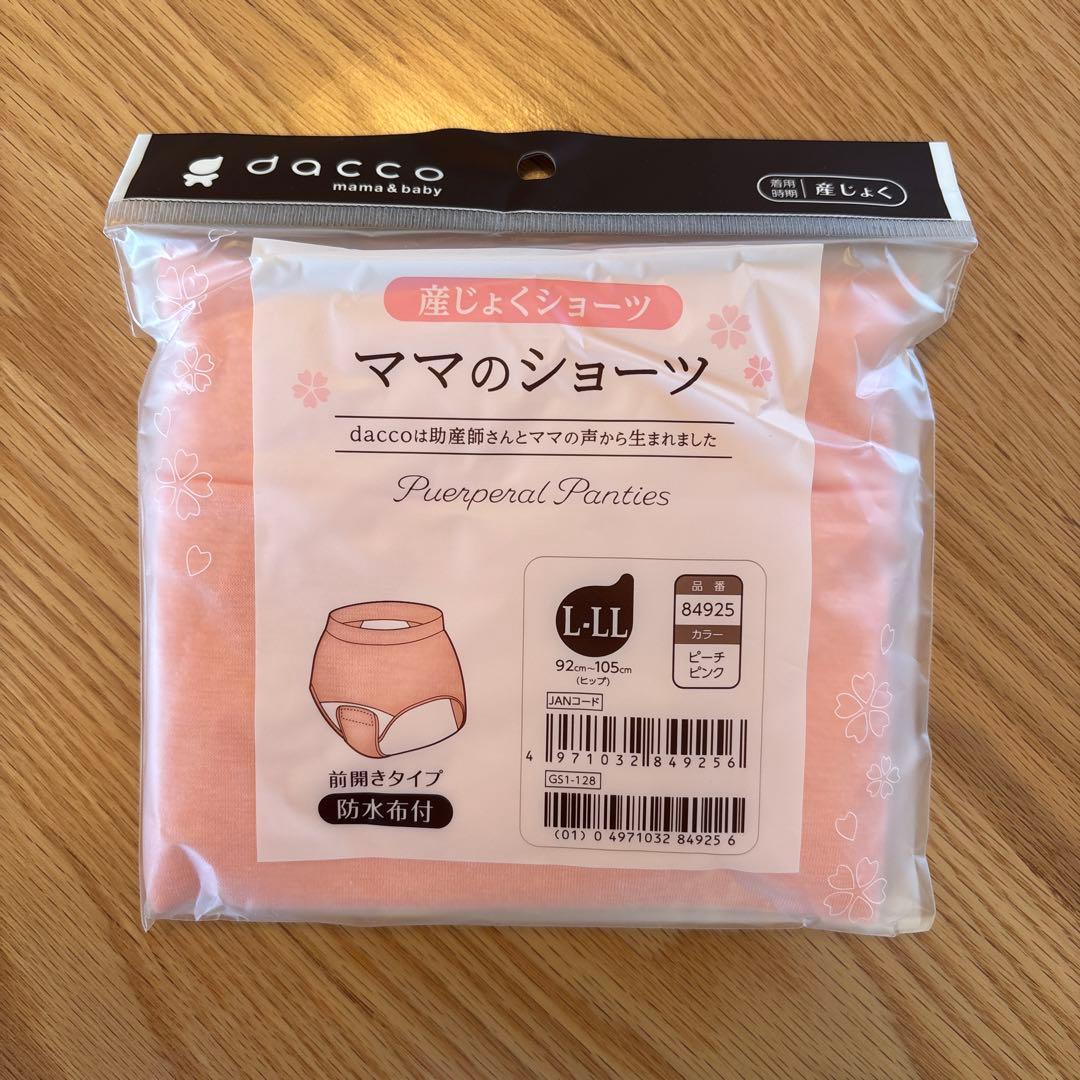 dacco
mama&baby
着用時期 産じょく
産じょくショーツ
ママのショーツ
daccoは助産師さんとママの声から生まれました
Puerperal Panties
L-LL
92cm~105cm
(ヒップ)
品番
84925
カラー
ピーチ
ピンク
JANコード
4 971032 849256
GS1-128
(01) 0 4971032 84925 6
前開きタイプ
防水布付